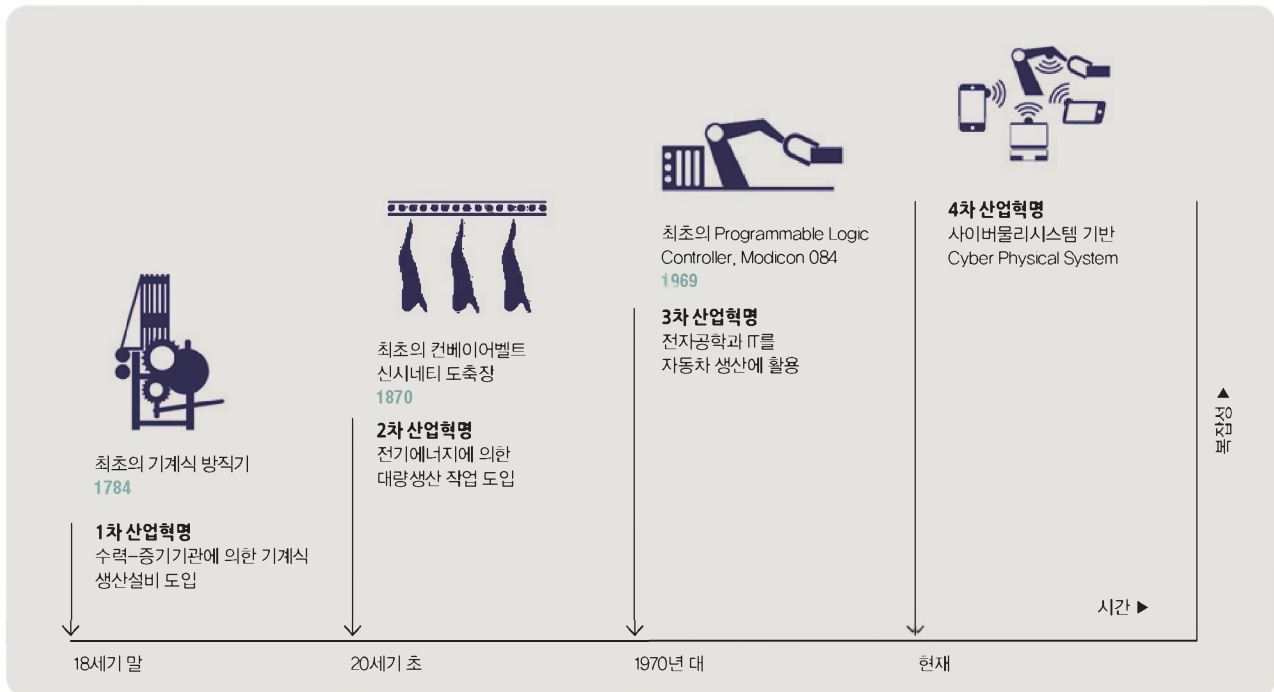 최초의 기계식 방직기
1784
1차 산업혁명
수력-증기기관에 의한 기계식
생산설비 도입
18세기 말
최초의 컨베이어벨트
신시네티 도축장
1870
2차 산업혁명
전기에너지에 의한
대량생산 작업 도입
20세기 초
최초의 Programmable Logic
Controller, Modicon 084
1969
3차 산업혁명
전자공학과 IT를
자동차 생산에 활용
1970년 대
4차 산업혁명
사이버물리시스템 기반
Cyber Physical System
현재
시간 ▶
복잡성 ▶